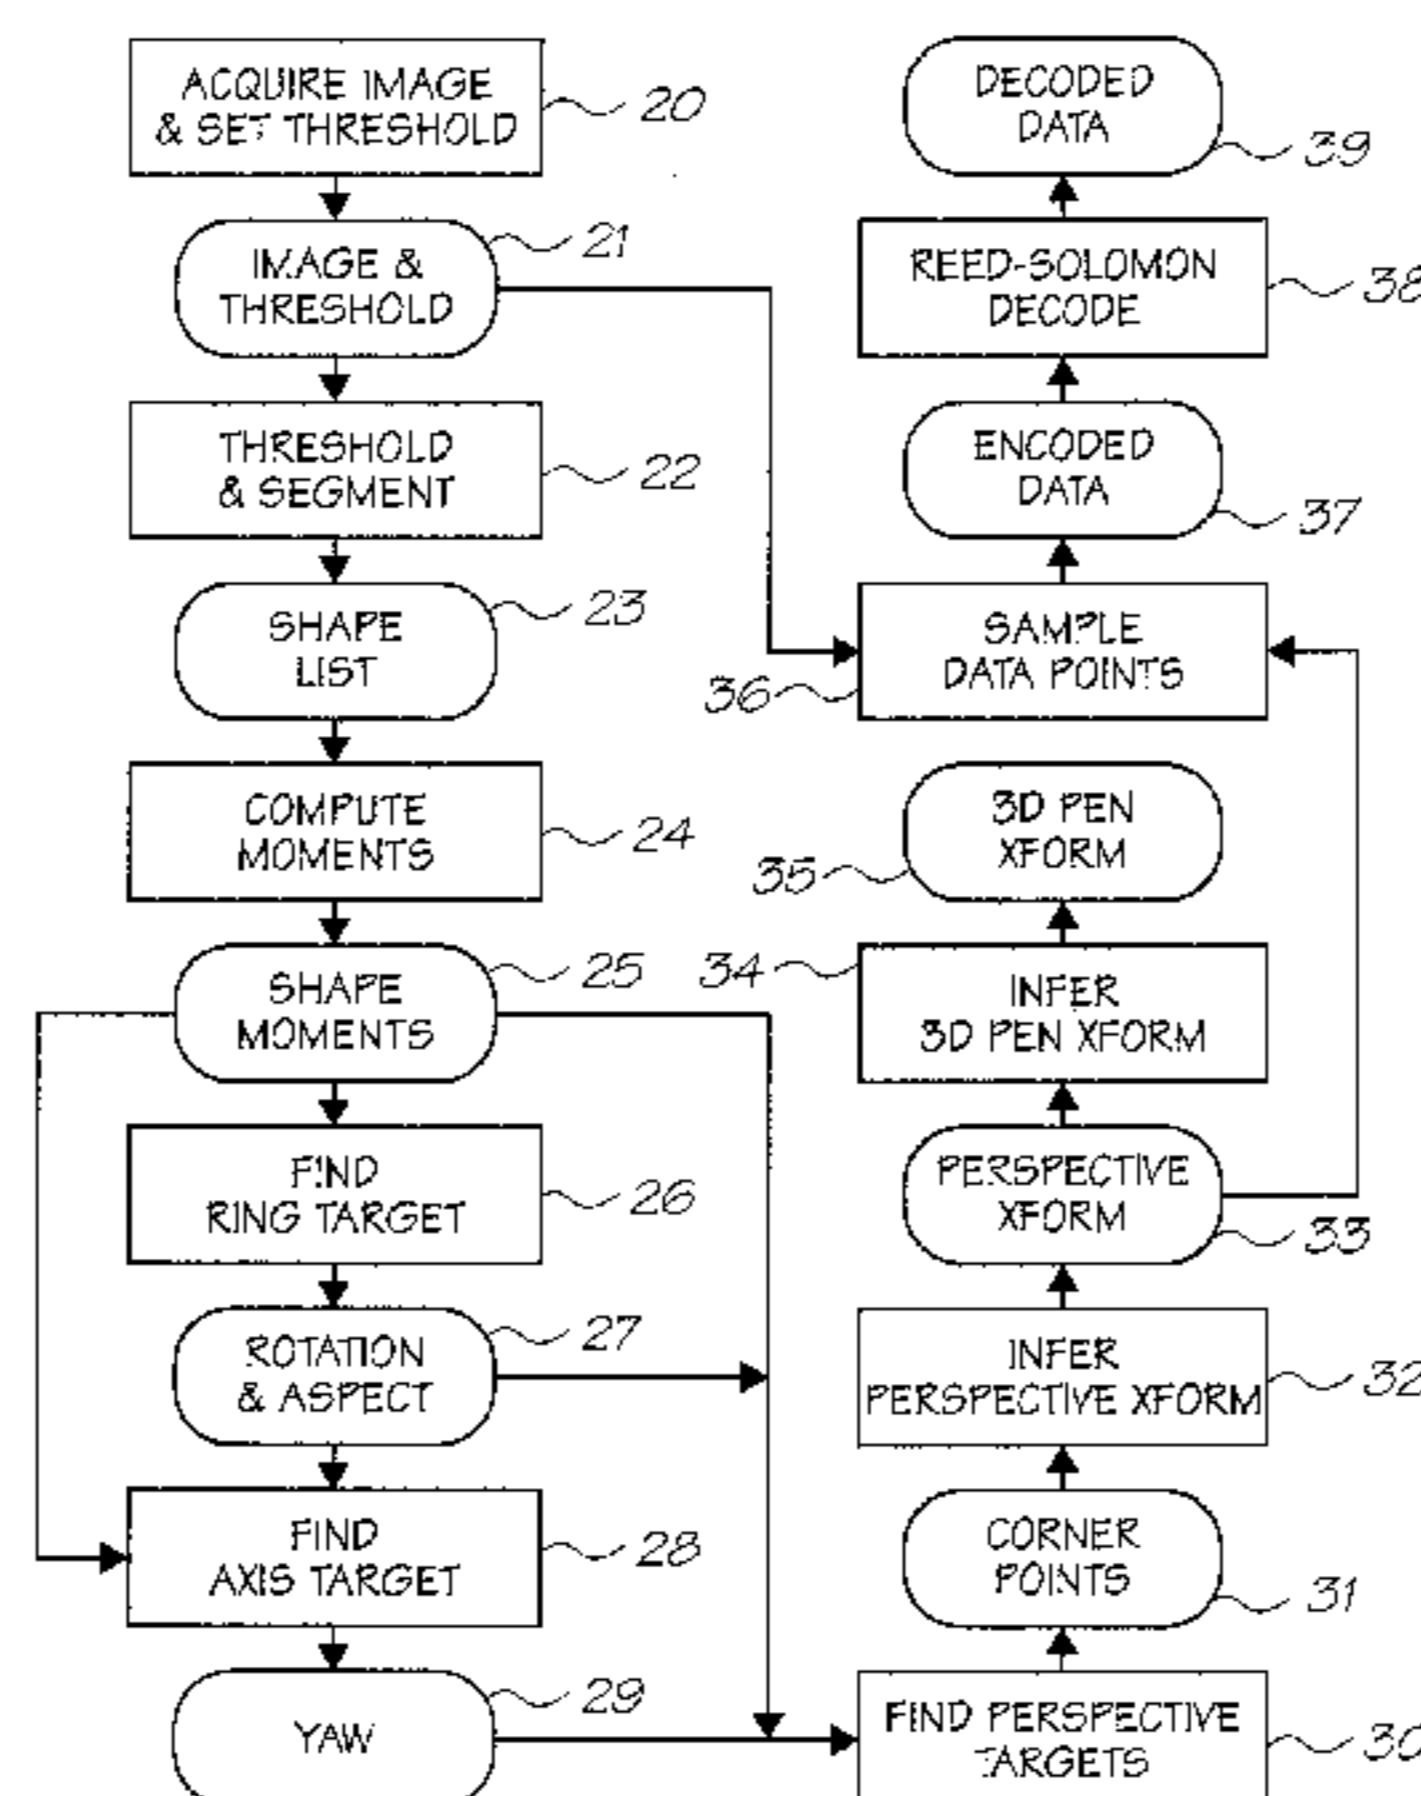 ACQUIRE IMAGE
& SET THRESHOLD
20
IMAGE &
THRESHOLD
21
THRESHOLD
& SEGMENT
22
SHAPE
LIST
23
COMPUTE
MOMENTS
24
SHAPE
MOMENTS
25
FIND
RING TARGET
26
ROTATION
& ASPECT
27
FIND
AXIS TARGET
28
YAW
29
DECODED
DATA
39
REED-SOLOMON
DECODE
38
ENCODED
DATA
37
SAMPLE
DATA POINTS
36
3D PEN
XFORM
35
INFER
3D PEN XFORM
34
PERSPECTIVE
XFORM
33
INFER
PERSPECTIVE XFORM
32
CORNER
POINTS
31
FIND PERSPECTIVE
TARGETS
30